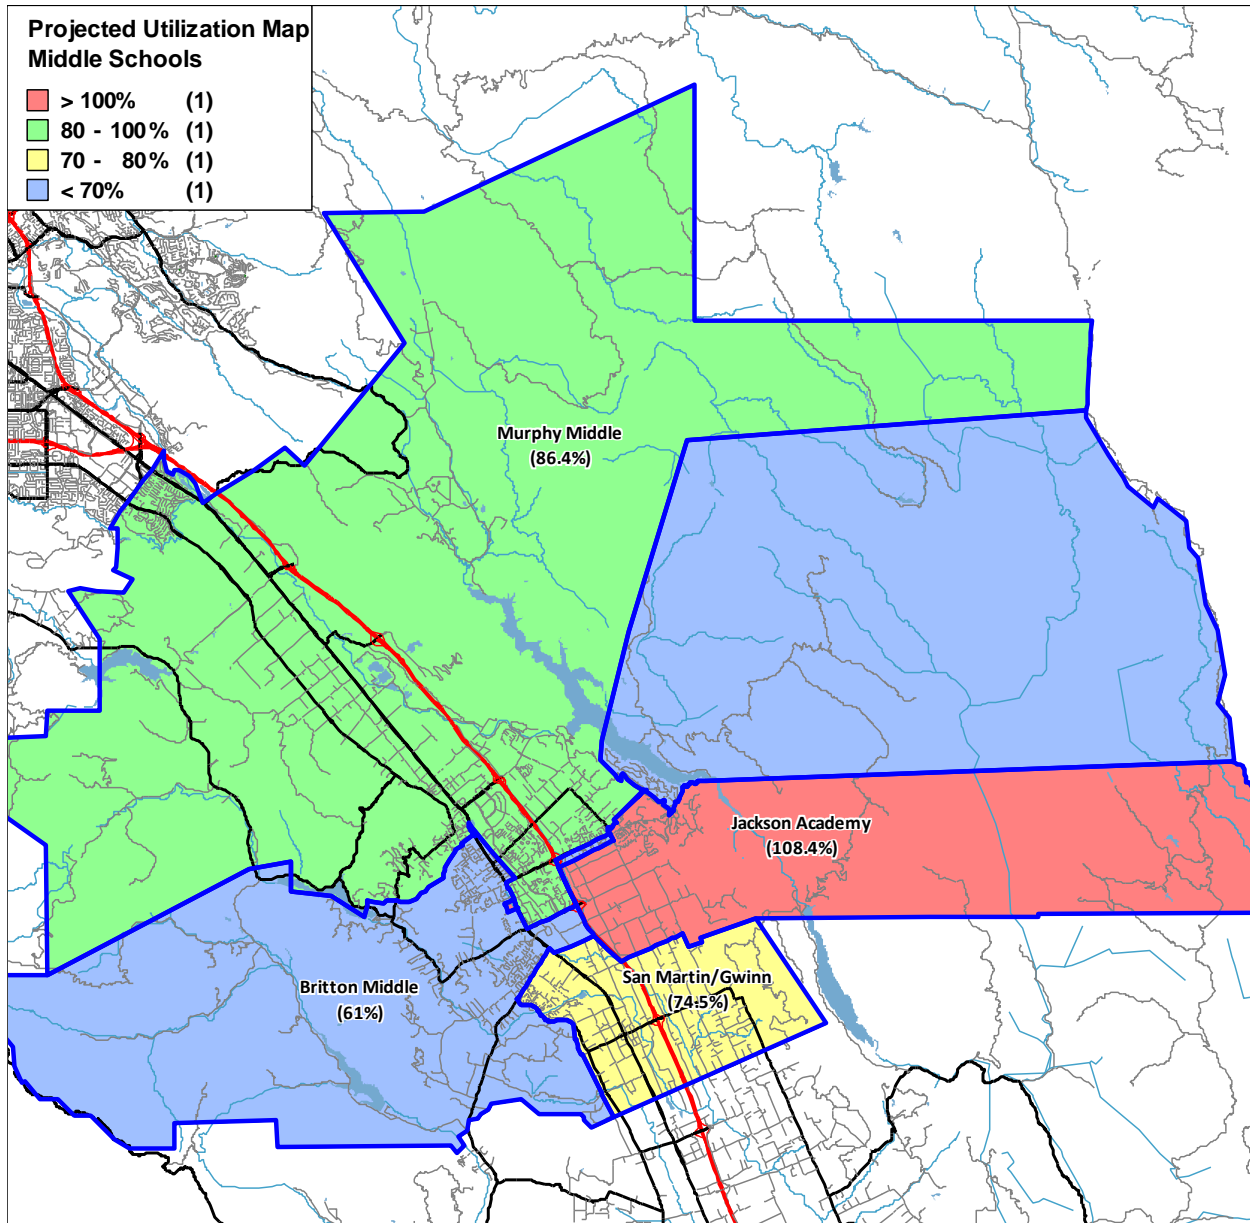 Projected Utilization Map
Middle Schools
> 100% (1)
80 - 100% (1)
70 - 80% (1)
< 70% (1)
Murphy Middle
(86.4%)
Jackson Academy
(108.4%)
San Martin/Gwinn
(74.5%)
Britton Middle
(61%)